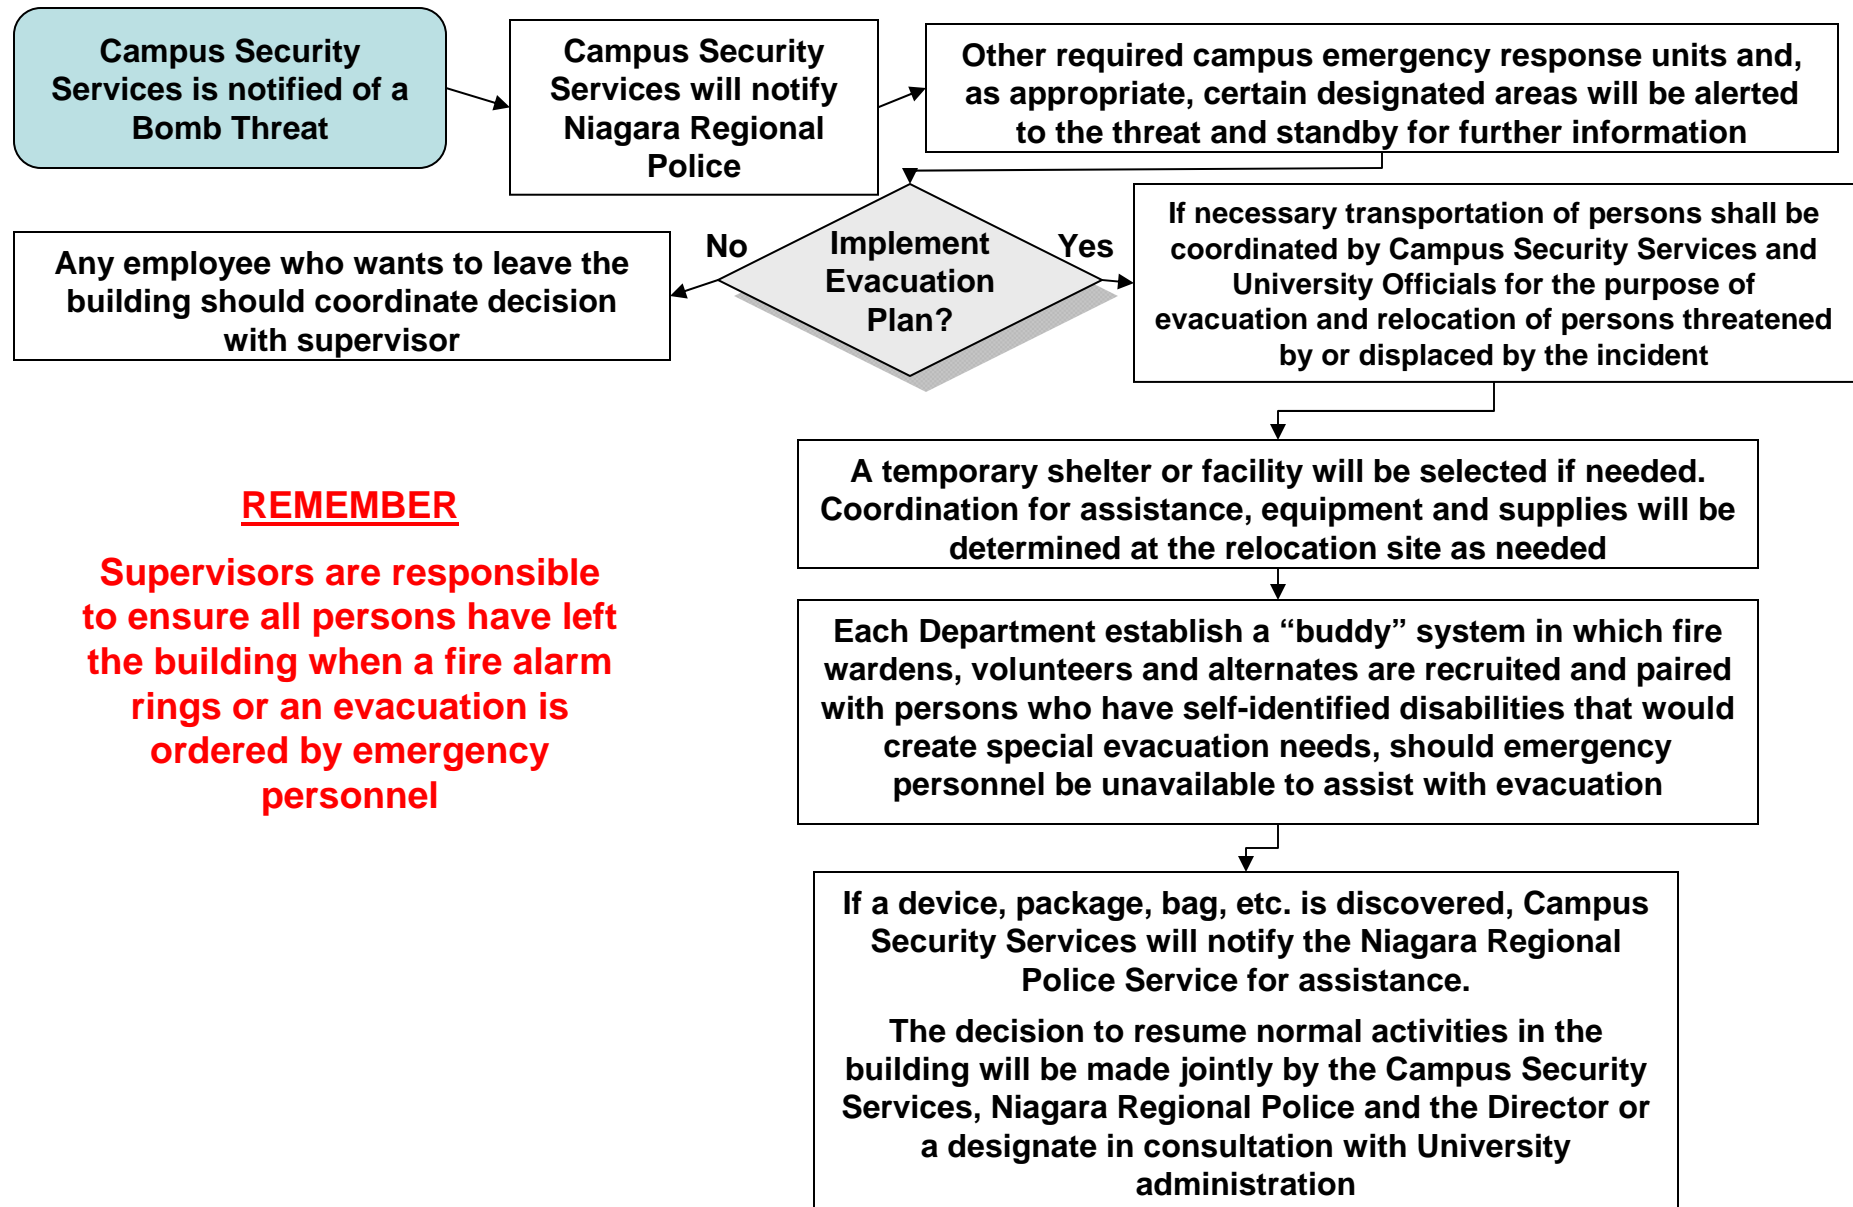 Campus Security
Services is notified of a
Bomb Threat
Campus Security
Services will notify
Niagara Regional
Police
Other required campus emergency response units and,
as appropriate, certain designated areas will be alerted
to the threat and standby for further information
No
Implement
Evacuation
Plan?
Yes
Any employee who wants to leave the
building should coordinate decision
with supervisor
If necessary transportation of persons shall be
coordinated by Campus Security Services and
University Officials for the purpose of
evacuation and relocation of persons threatened
by or displaced by the incident
A temporary shelter or facility will be selected if needed.
Coordination for assistance, equipment and supplies will be
determined at the relocation site as needed
REMEMBER
Supervisors are responsible
to ensure all persons have left
the building when a fire alarm
rings or an evacuation is
ordered by emergency
personnel
Each Department establish a “buddy” system in which fire
wardens, volunteers and alternates are recruited and paired
with persons who have self-identified disabilities that would
create special evacuation needs, should emergency
personnel be unavailable to assist with evacuation
If a device, package, bag, etc. is discovered, Campus
Security Services will notify the Niagara Regional
Police Service for assistance.
The decision to resume normal activities in the
building will be made jointly by the Campus Security
Services, Niagara Regional Police and the Director or
a designate in consultation with University
administration